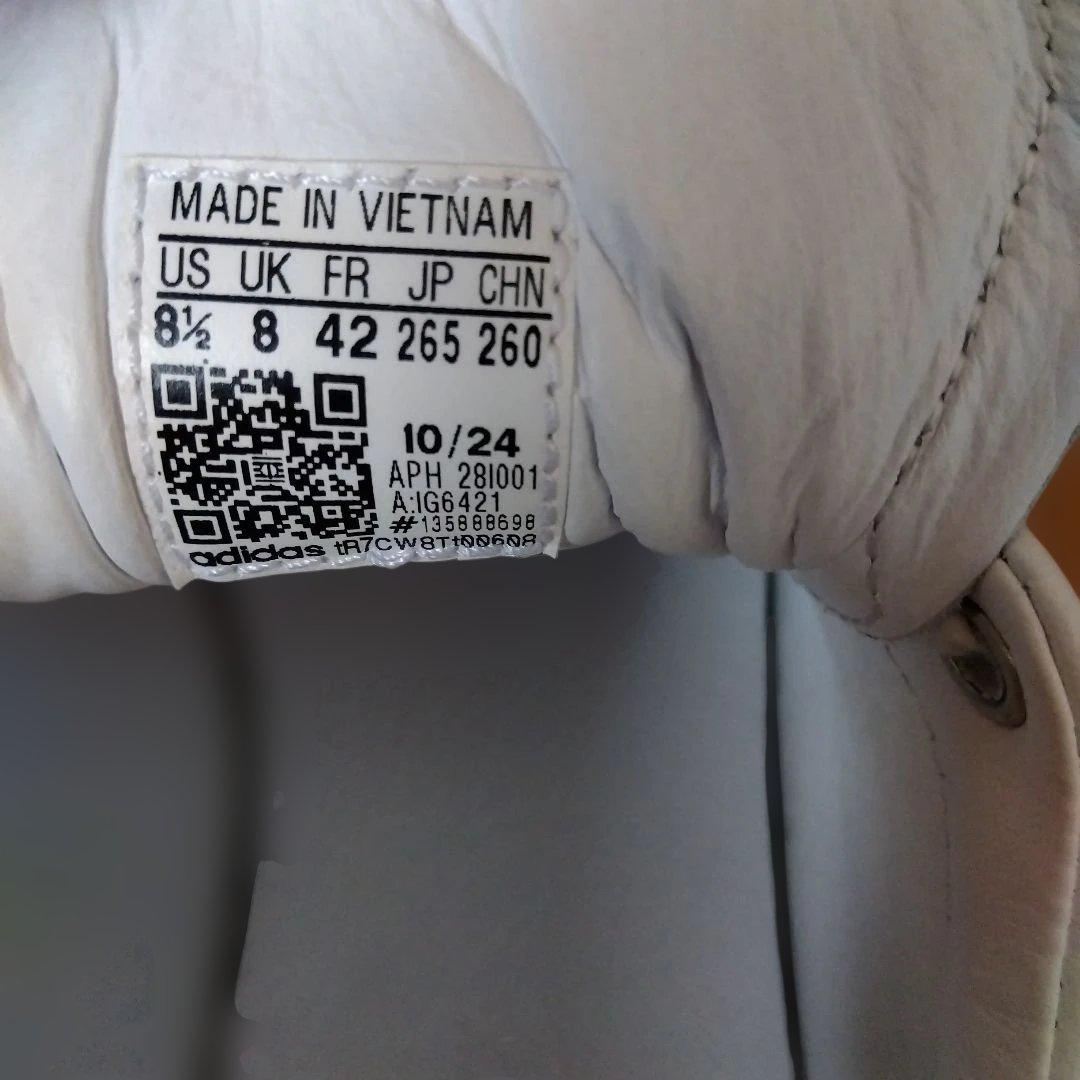 MADE IN VIETNAM
US UK FR JP CHN
8½ 8 42 265 260
10/24
APH 28I001
A:IG6421
#135888698
adidas tR7CW8Tt00608